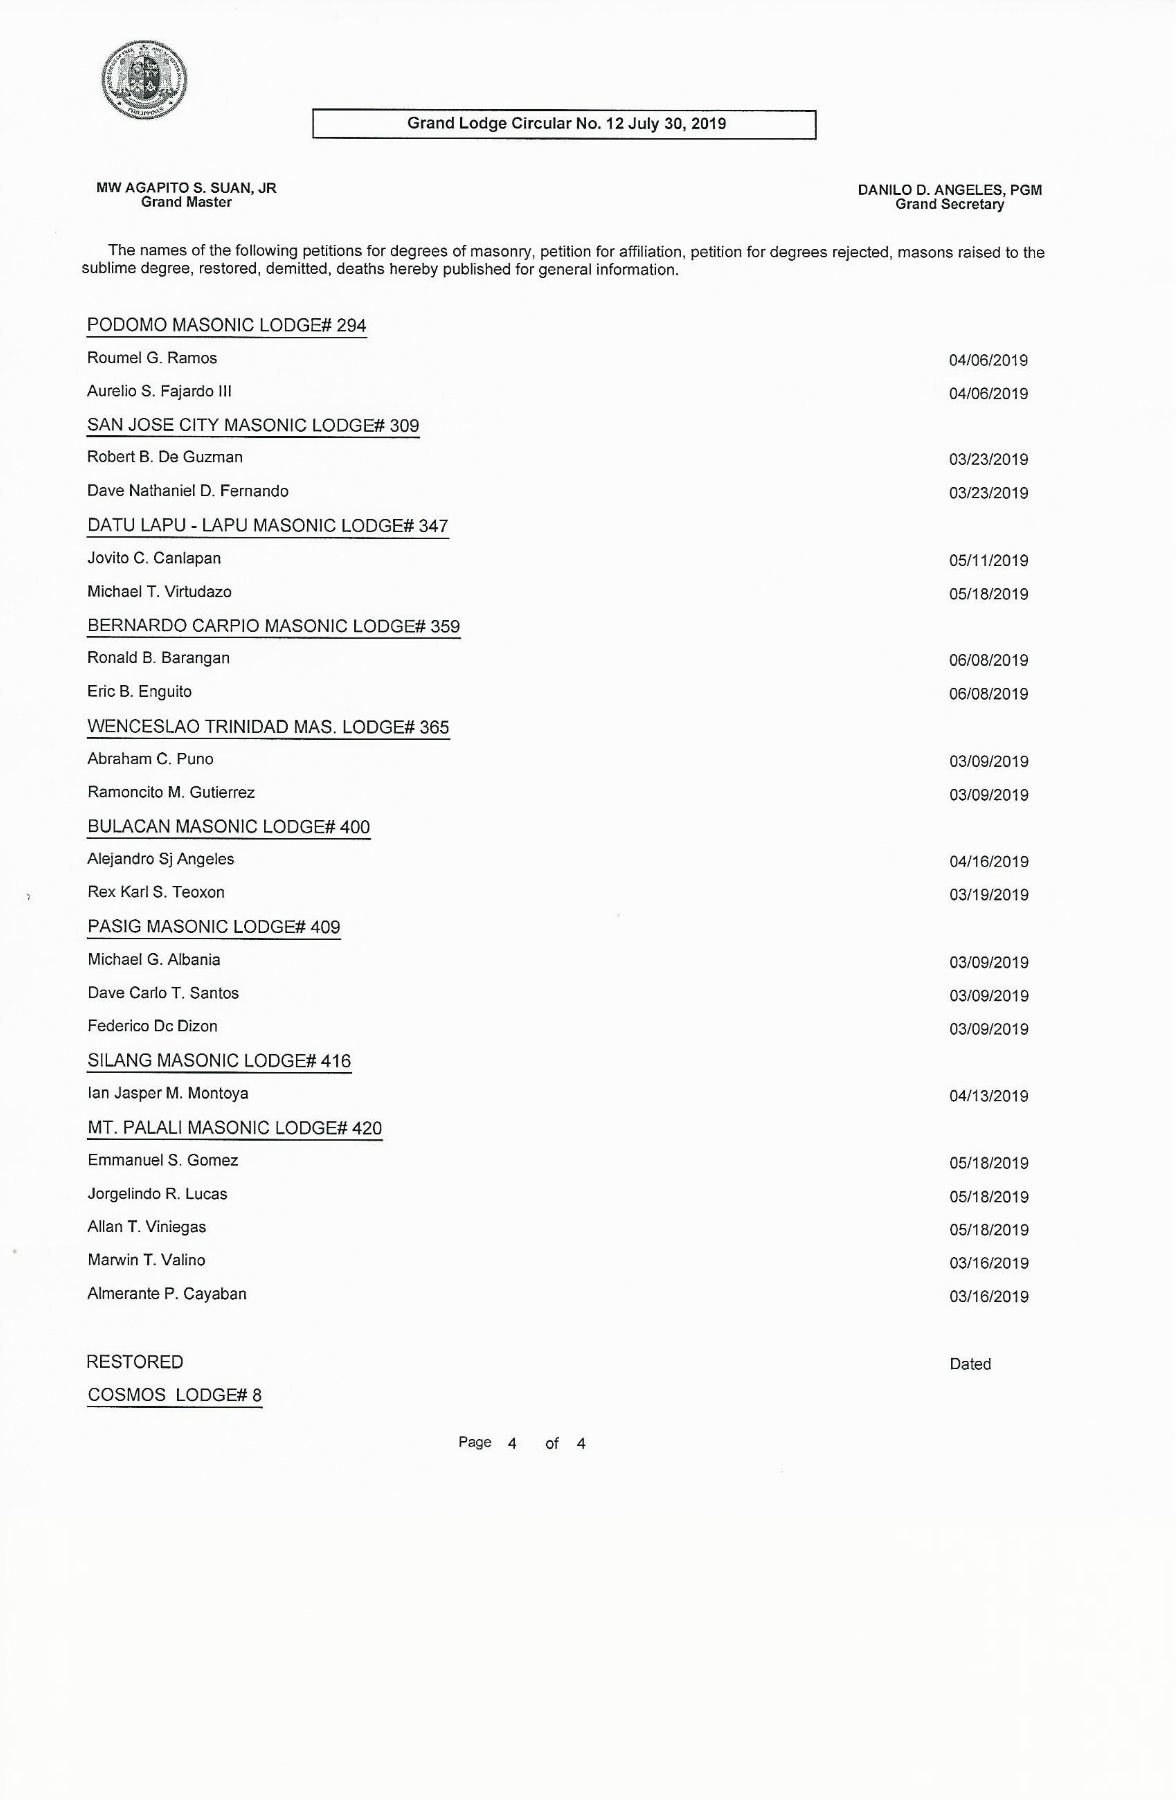 Grand Lodge Circular No. 12 July 30, 2019
MW AGAPITO S. SUAN, JR
Grand Master
DANILO D. ANGELES, PGM
Grand Secretary
The names of the following petitions for degrees of masonry, petition for affiliation, petition for degrees rejected, masons raised to the
sublime degree, restored, demitted, deaths hereby published for general information.
PODOMO MASONIC LODGE# 294
Roumel G. Ramos 04/06/2019
Aurelio S. Fajardo III 04/06/2019
SAN JOSE CITY MASONIC LODGE# 309
Robert B. De Guzman 03/23/2019
Dave Nathaniel D. Fernando 03/23/2019
DATU LAPU - LAPU MASONIC LODGE# 347
Jovito C. Canlapan 05/11/2019
Michael T. Virtudazo 05/18/2019
BERNARDO CARPIO MASONIC LODGE# 359
Ronald B. Barangan 06/08/2019
Eric B. Enguito 06/08/2019
WENCESLAO TRINIDAD MAS. LODGE# 365
Abraham C. Puno 03/09/2019
Ramoncito M. Gutierrez 03/09/2019
BULACAN MASONIC LODGE# 400
Alejandro Sj Angeles 04/16/2019
Rex Karl S. Teoxon 03/19/2019
PASIG MASONIC LODGE# 409
Michael G. Albania 03/09/2019
Dave Carlo T. Santos 03/09/2019
Federico Dc Dizon 03/09/2019
SILANG MASONIC LODGE# 416
Ian Jasper M. Montoya 04/13/2019
MT. PALALI MASONIC LODGE# 420
Emmanuel S. Gomez 05/18/2019
Jorgelindo R. Lucas 05/18/2019
Allan T. Viniegas 05/18/2019
Marwin T. Valino 03/16/2019
Almerante P. Cayaban 03/16/2019
RESTORED Dated
COSMOS LODGE# 8
Page 4 of 4